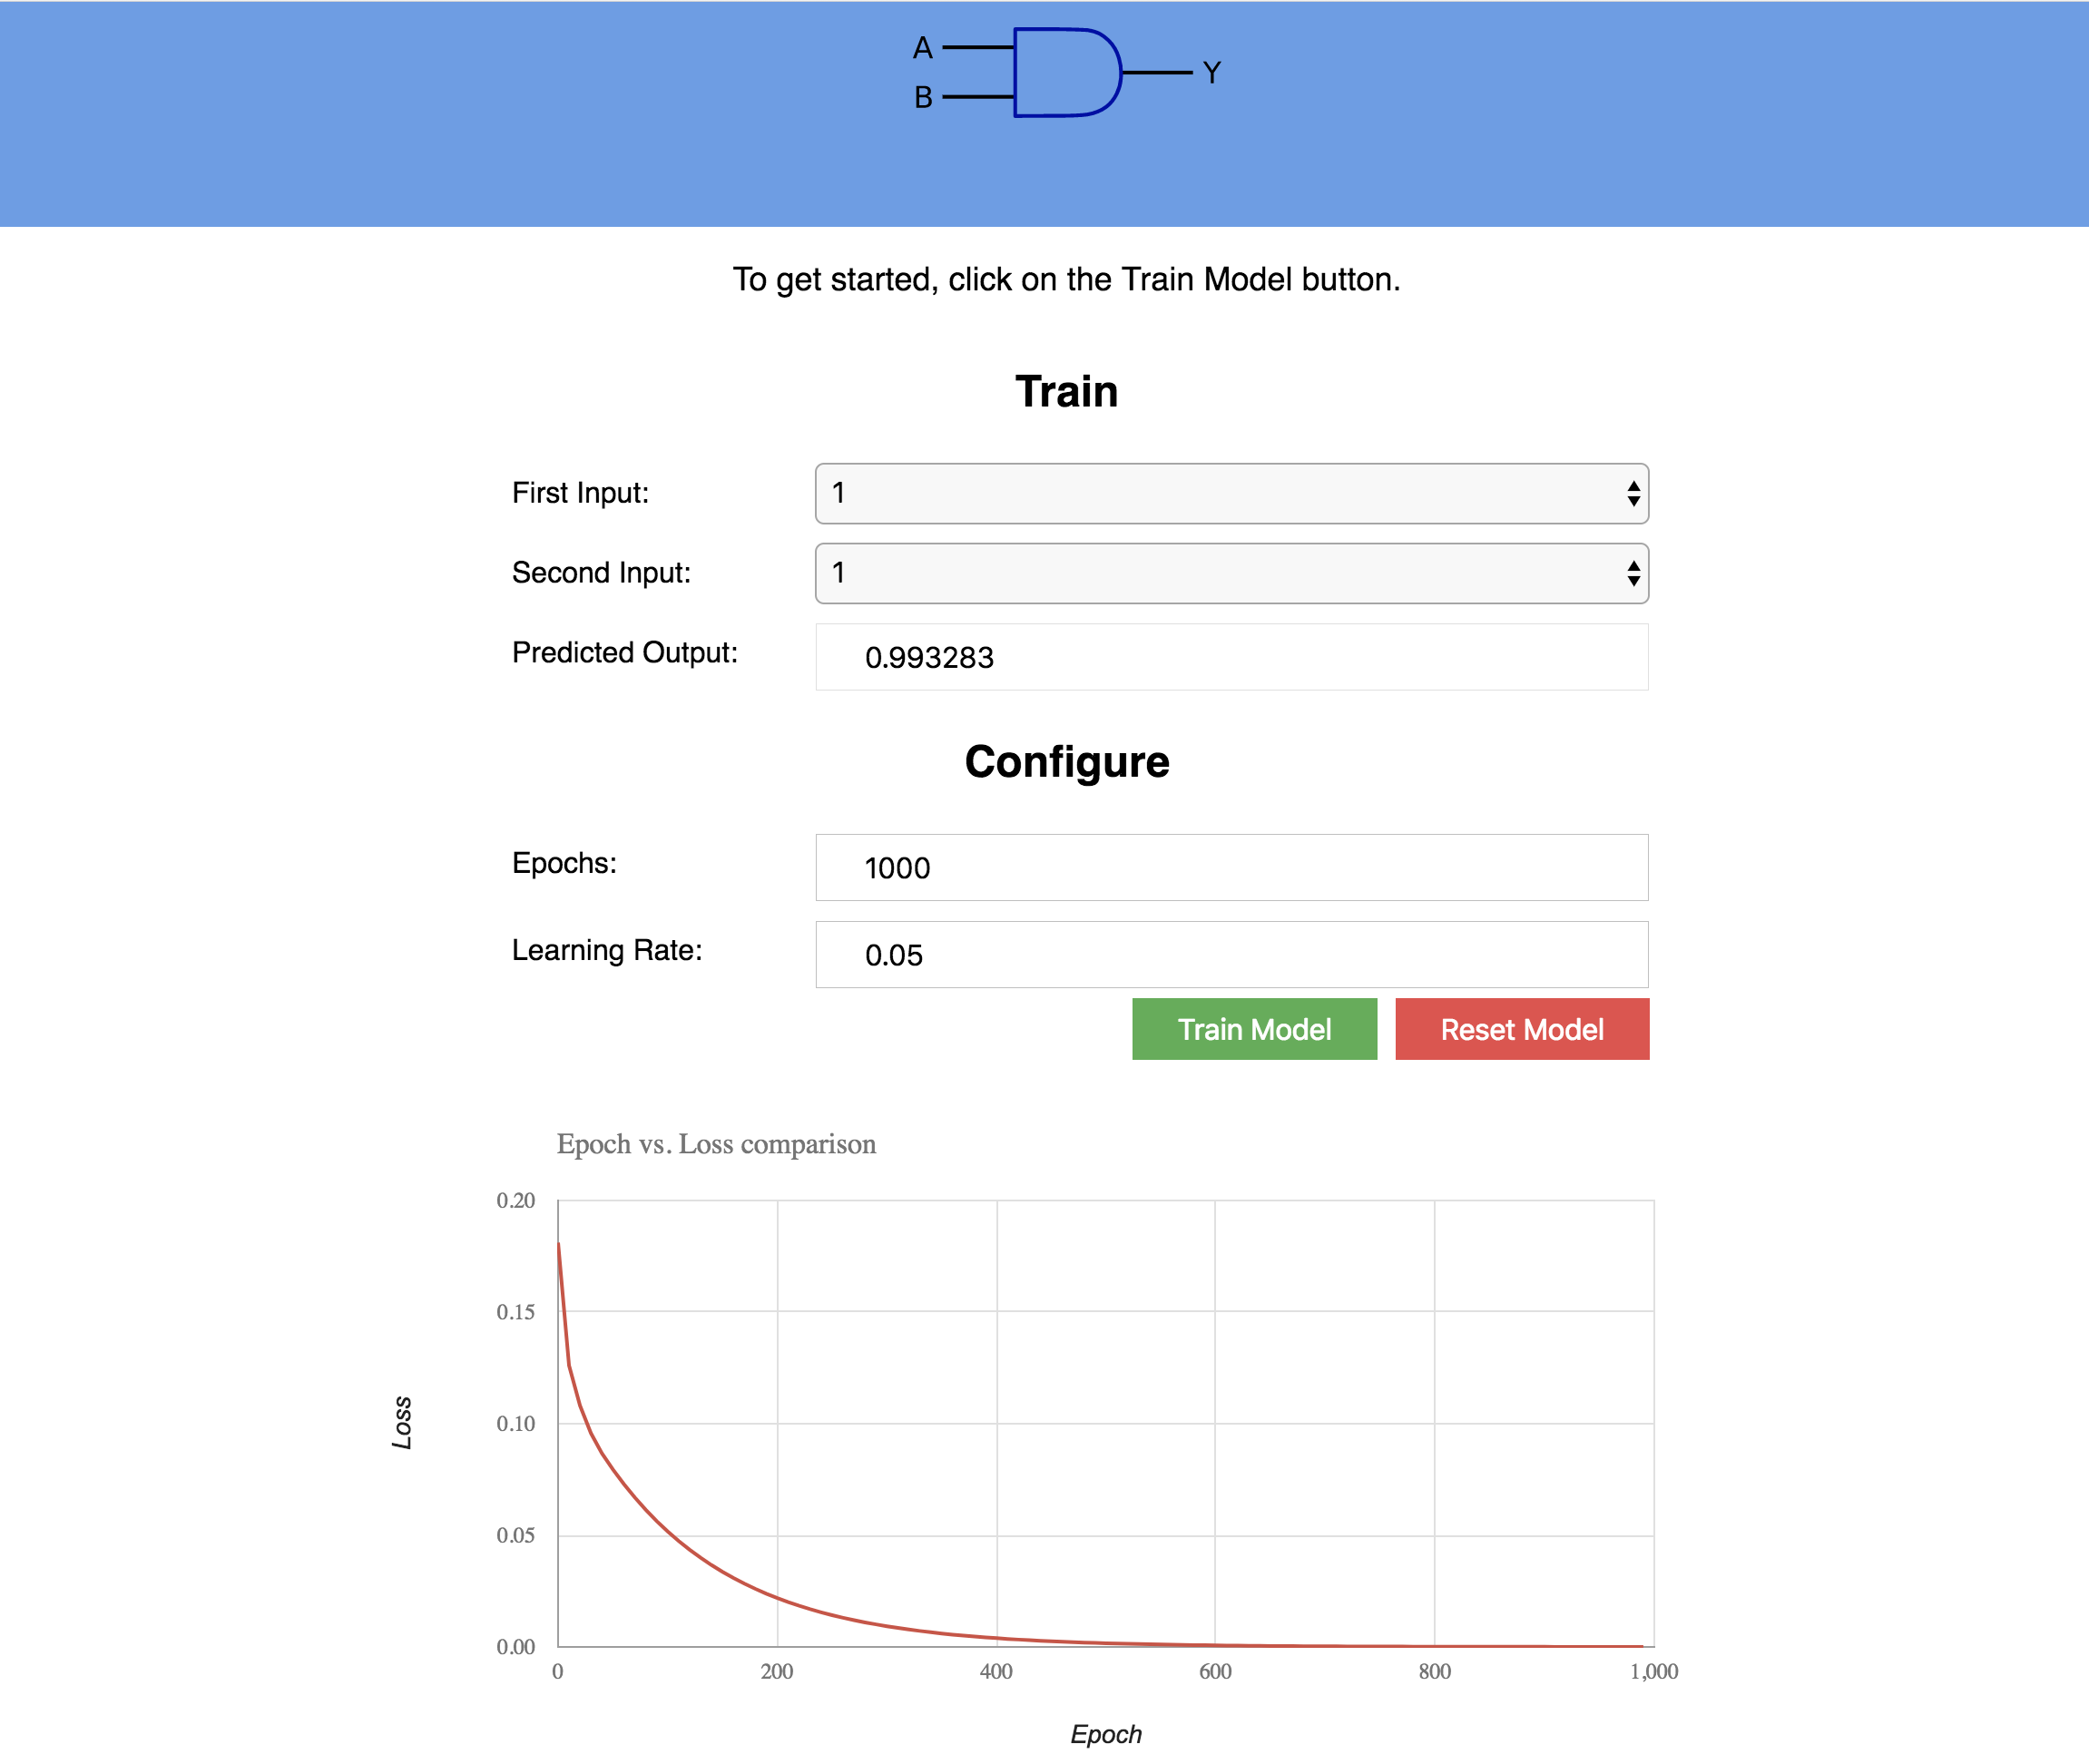 A
B
Y
To get started, click on the Train Model button.
Train
First Input:
1
Second Input:
1
Predicted Output:
0.993283
Configure
Epochs:
1000
Learning Rate:
0.05
Train Model
Reset Model
Epoch vs. Loss comparison
0.20
0.15
0.10
0.05
0.00
Loss
0
200
400
600
800
1,000
Epoch